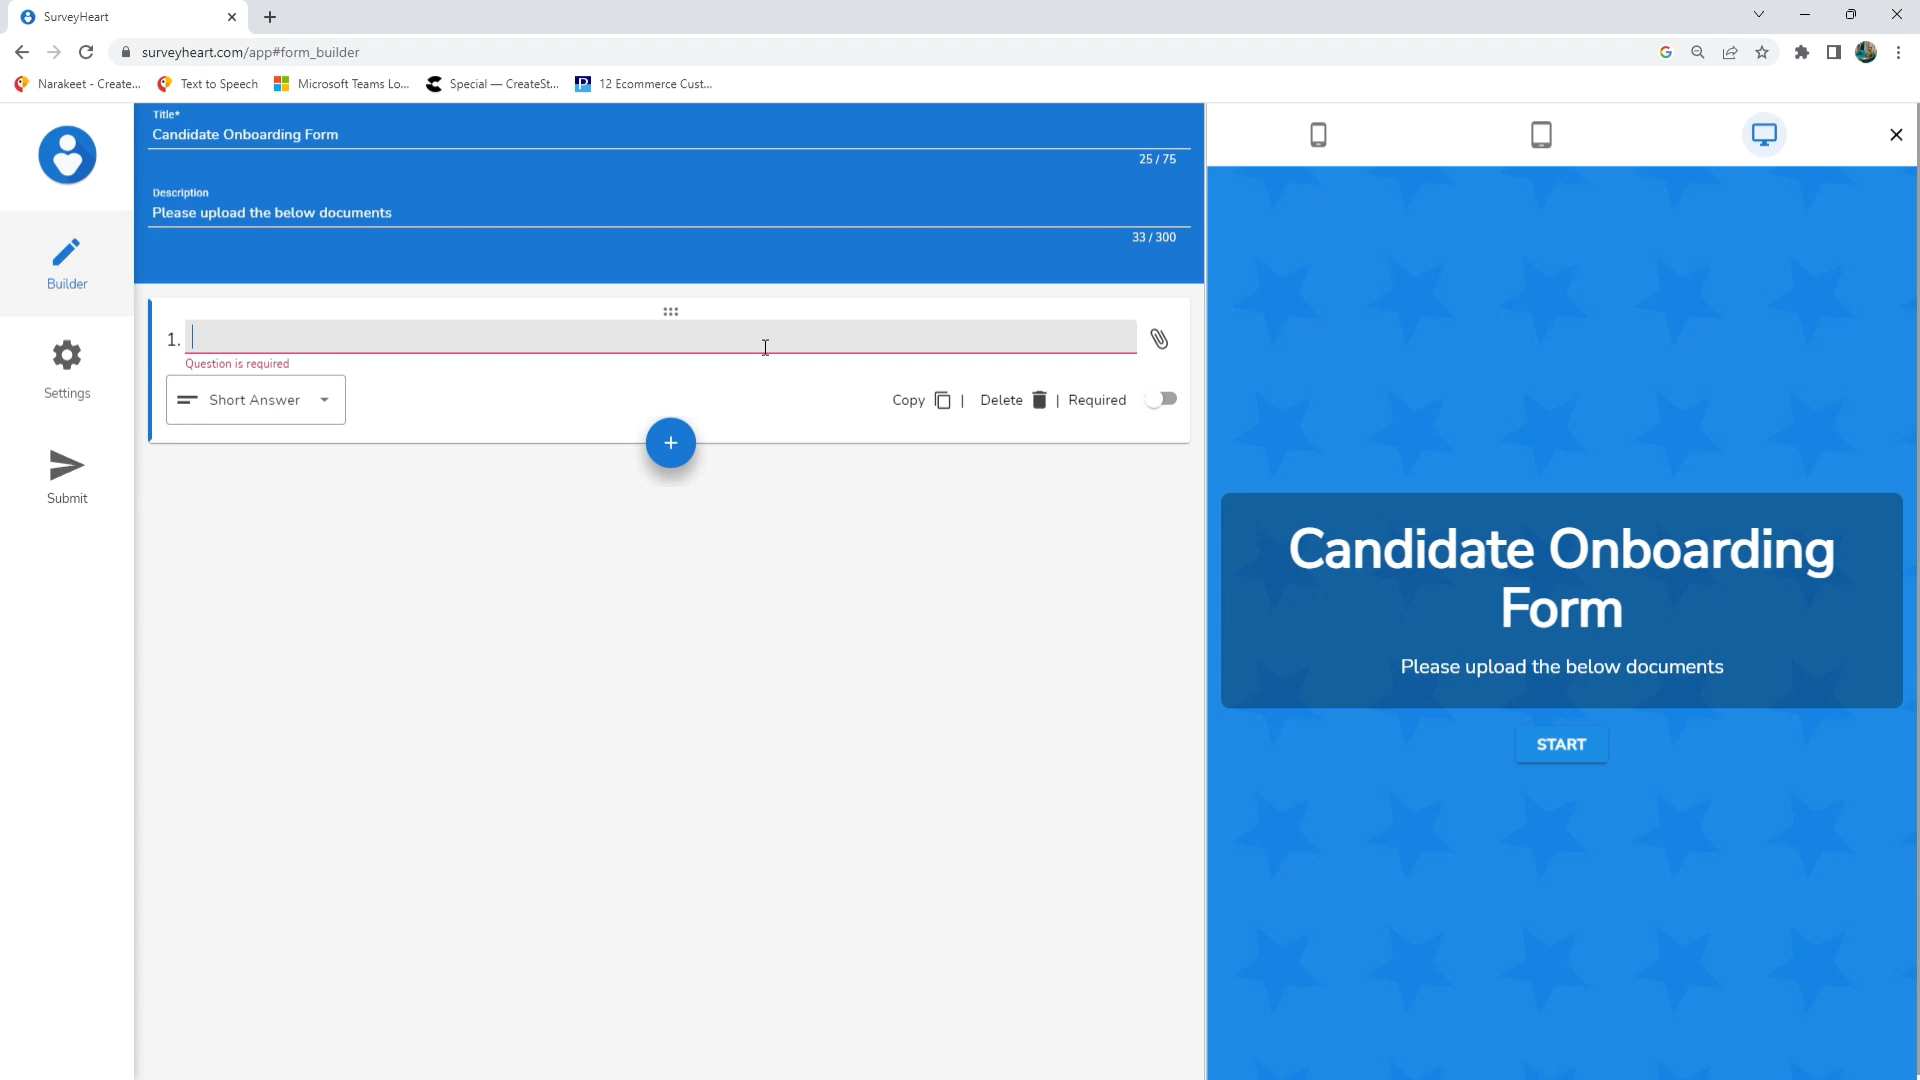 SurveyHeart
surveyheart.com/app#form_builder
Narakeet - Create...
Text to Speech
Microsoft Teams Lo...
Special — CreateSt...
12 Ecommerce Cust...
Builder
Settings
Submit
Title*
Candidate Onboarding Form
25 / 75
Description
Please upload the below documents
33 / 300
1.
Question is required
Short Answer
Copy | Delete | Required
Candidate Onboarding
Form
Please upload the below documents
START